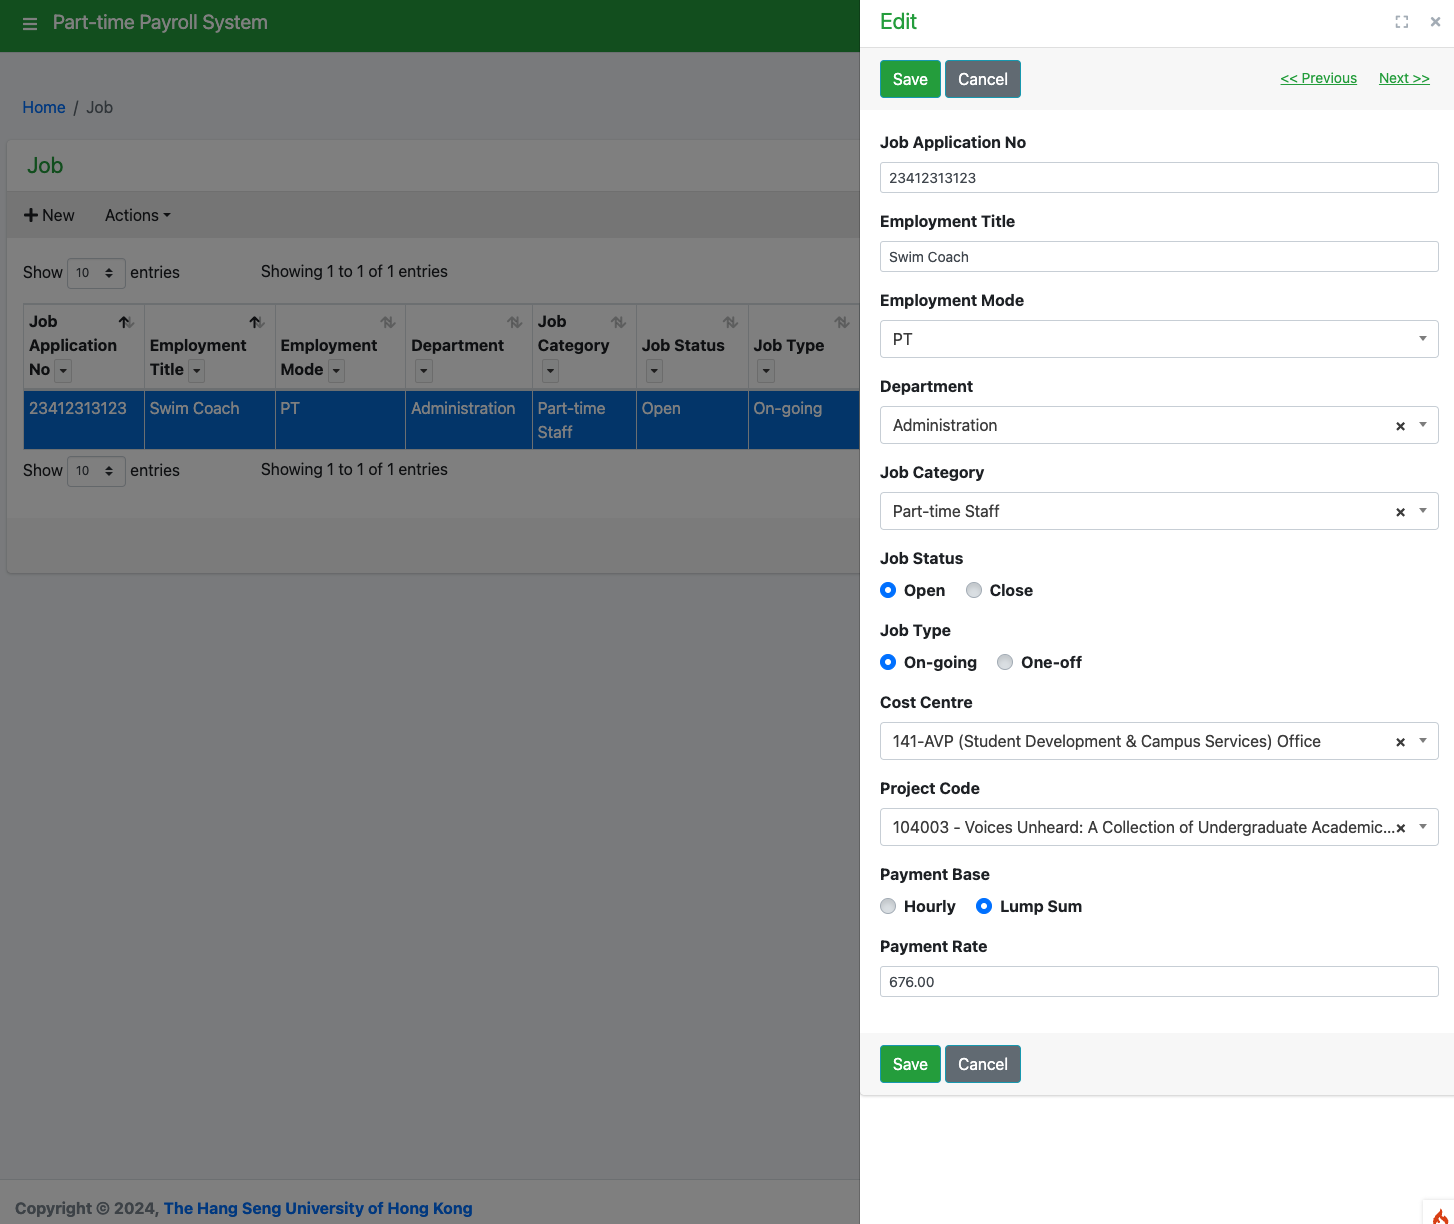 Part-time Payroll System
Home / Job
Job
New Actions
Show 10 entries Showing 1 to 1 of 1 entries
Job Application No
Employment Title
Employment Mode
Department
Job Category
Job Status
Job Type
23412313123 Swim Coach PT Administration Part-time Staff Open On-going
Show 10 entries Showing 1 to 1 of 1 entries
Copyright © 2024, The Hang Seng University of Hong Kong
Edit
×
Save Cancel << Previous Next >>
Job Application No
23412313123
Employment Title
Swim Coach
Employment Mode
PT
Department
Administration ×
Job Category
Part-time Staff ×
Job Status
Open Close
Job Type
On-going One-off
Cost Centre
141-AVP (Student Development & Campus Services) Office ×
Project Code
104003 - Voices Unheard: A Collection of Undergraduate Academic...×
Payment Base
Hourly Lump Sum
Payment Rate
676.00
Save Cancel